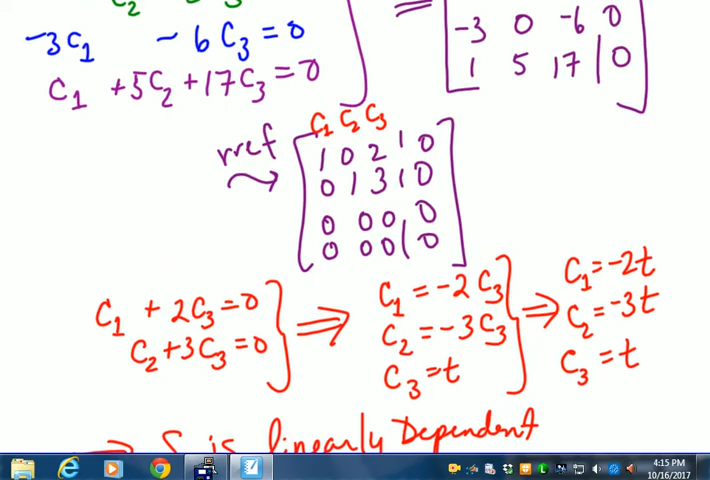 C2 C3
-3C1 - 6C3 = 0
C1 + 5C2 + 17C3 = 0
-3 0 -6 0
1 5 17 | 0
C1 C2 C3
rref
1 0 2 | 0
0 1 3 | 0
0 0 0 0
0 0 0 | 0
C1 + 2C3 = 0
C2 + 3C3 = 0
⇒
C1 = -2C3
C2 = -3C3
C3 = t
⇒
C1 = -2t
C2 = -3t
C3 = t
⇒ S is linearly Dependent
4:15 PM
10/16/2017